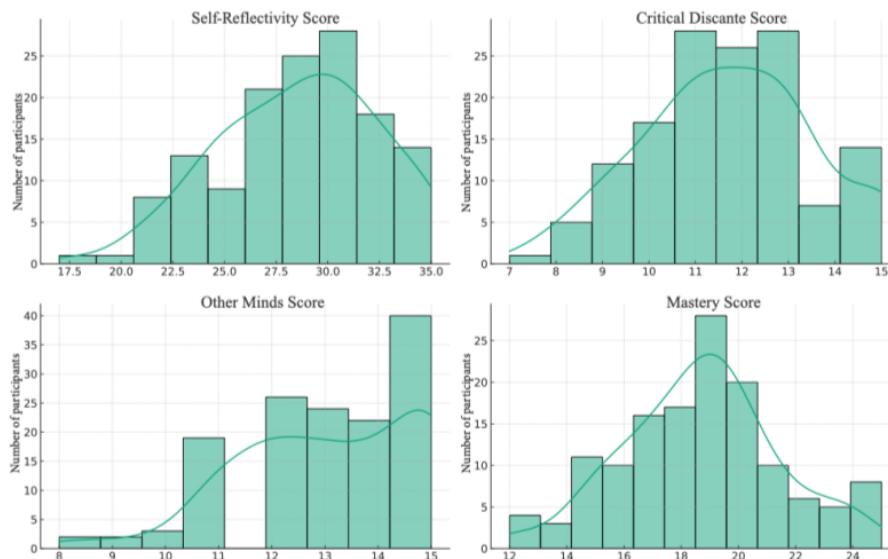 Self-Reflectivity Score
Number of participants
25
20
15
10
5
0
17.5 20.0 22.5 25.0 27.5 30.0 32.5 35.0
Critical Discante Score
Number of participants
25
20
15
10
5
0
7 8 9 10 11 12 13 14 15
Other Minds Score
Number of participants
40
35
30
25
20
15
10
5
0
8 9 10 11 12 13 14 15
Mastery Score
Number of participants
25
20
15
10
5
0
12 14 16 18 20 22 24